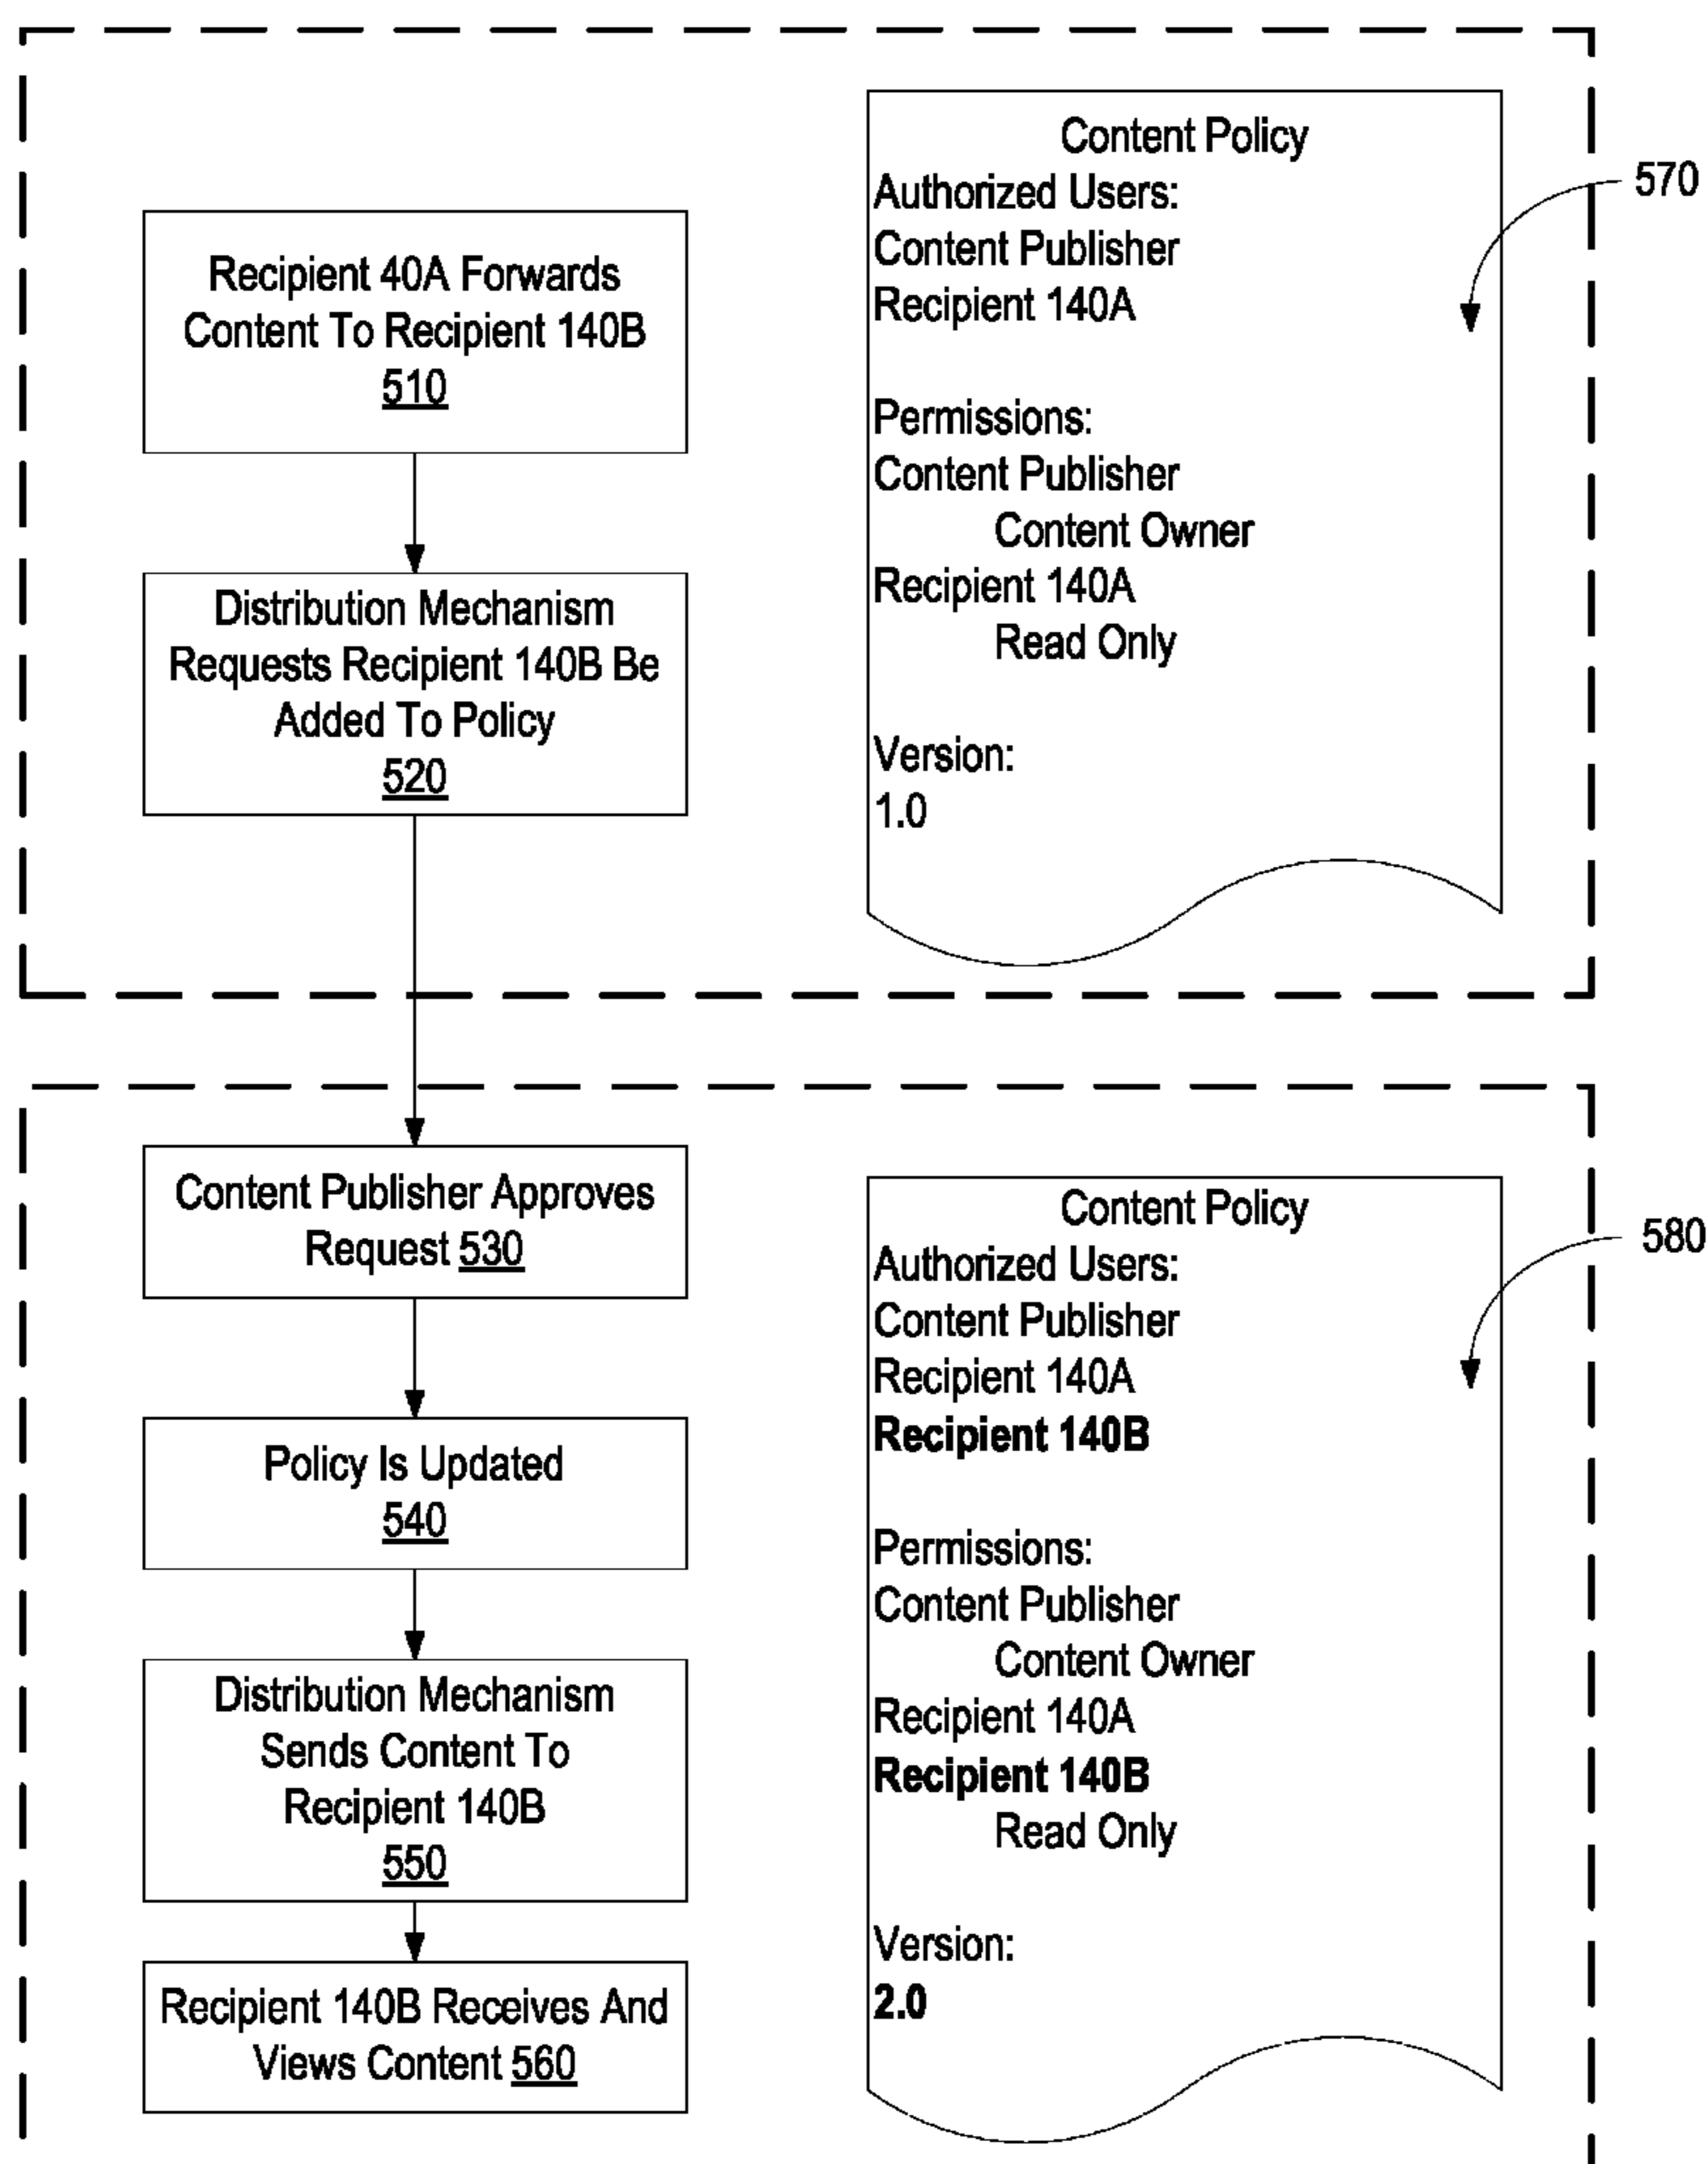 Recipient 40A Forwards
Content To Recipient 140B
510
Distribution Mechanism
Requests Recipient 140B Be
Added To Policy
520
Content Policy
Authorized Users:
Content Publisher
Recipient 140A
Permissions:
Content Publisher
Content Owner
Recipient 140A
Read Only
Version:
1.0
570
Content Publisher Approves
Request 530
Policy Is Updated
540
Distribution Mechanism
Sends Content To
Recipient 140B
550
Recipient 140B Receives And
Views Content 560
Content Policy
Authorized Users:
Content Publisher
Recipient 140A
Recipient 140B
Permissions:
Content Publisher
Content Owner
Recipient 140A
Recipient 140B
Read Only
Version:
2.0
580